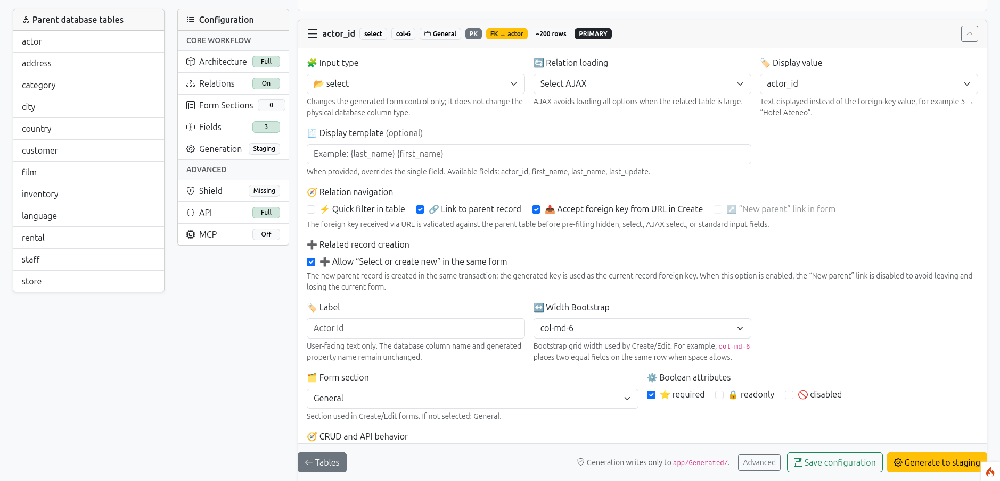 Parent database tables
actor
address
category
city
country
customer
film
inventory
language
rental
staff
store
Configuration
CORE WORKFLOW
Architecture Full
Relations On
Form Sections 0
Fields 3
Generation Staging
ADVANCED
Shield Missing
API Full
MCP Off
actor_id select col-6 General PK FK → actor ~200 rows PRIMARY
Input type
select
Changes the generated form control only; it does not change the
physical database column type.
Relation loading
Select AJAX
AJAX avoids loading all options when the related table is large.
Display value
actor_id
Text displayed instead of the foreign-key value, for example 5 →
“Hotel Ateneo”.
Display template (optional)
Example: {last_name} {first_name}
When provided, overrides the single field. Available fields: actor_id, first_name, last_name, last_update.
Relation navigation
Quick filter in table Link to parent record Accept foreign key from URL in Create “New parent” link in form
The foreign key received via URL is validated against the parent table before pre-filling hidden, select, AJAX select, or standard input fields.
Related record creation
Allow “Select or create new” in the same form
The new parent record is created in the same transaction; the generated key is used as the current record foreign key. When this option is enabled, the “New parent” link is disabled to avoid leaving and
losing the current form.
Label
Actor Id
User-facing text only. The database column name and generated
property name remain unchanged.
Width Bootstrap
col-md-6
Bootstrap grid width used by Create/Edit. For example, col-md-6
places two equal fields on the same row when space allows.
Form section
General
Section used in Create/Edit forms. If not selected: General.
Boolean attributes
required readonly disabled
CRUD and API behavior
← Tables
Generation writes only to app/Generated/.
Advanced
Save configuration
Generate to staging